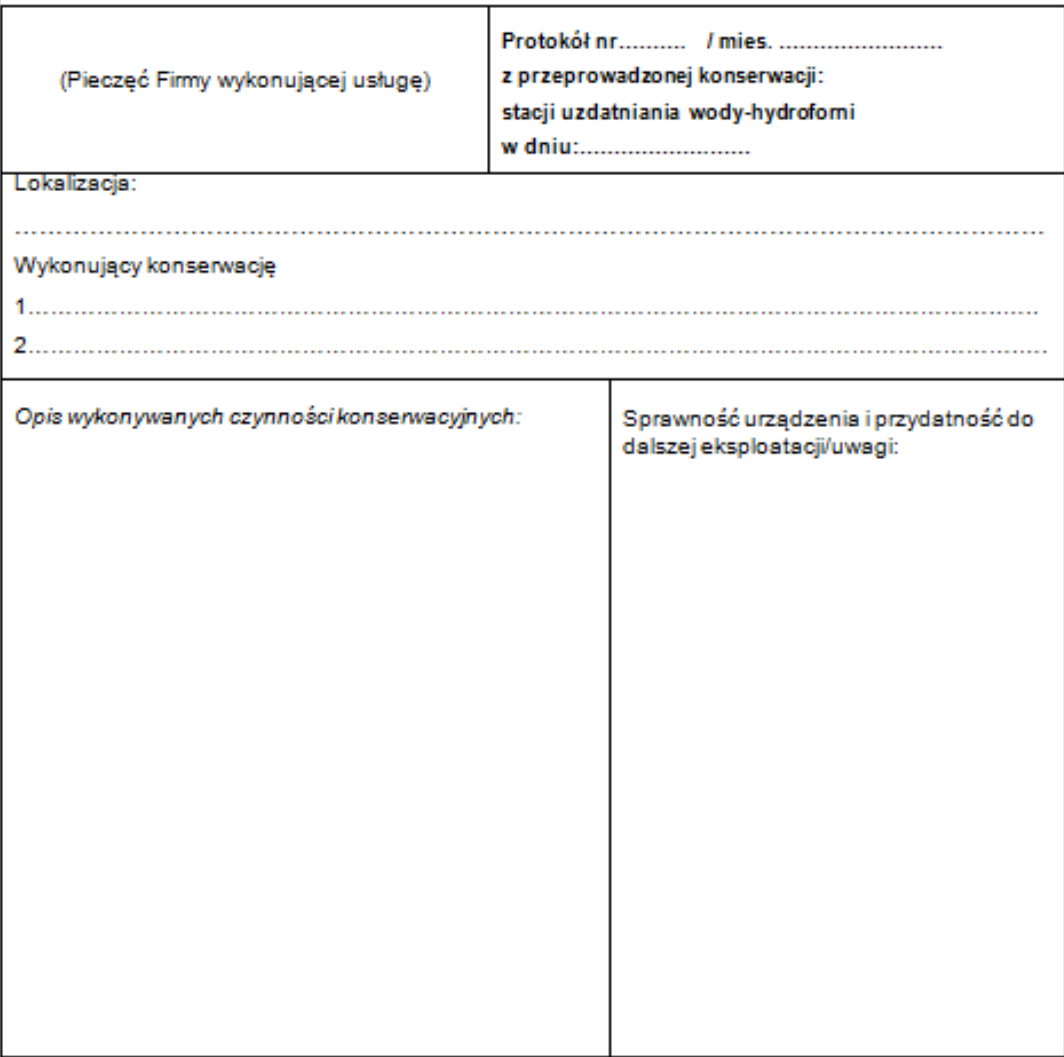 (Pieczęć Firmy wykonującej usługę)
Protokół nr.......... / mies. ........................
z przeprowadzonej konserwacji:
stacji uzdatniania wody-hydroforni
w dniu:.........................
Lokalizacja:
……………………………………………………………………………………………………………………
Wykonujący konserwację
1…………………………………………………………………………………………………………………..…..
2…………………………………………………………………………………………………………………..…..
Opis wykonywanych czynności konserwacyjnych:
Sprawność urządzenia i przydatność do
dalszej eksploatacji/uwagi: